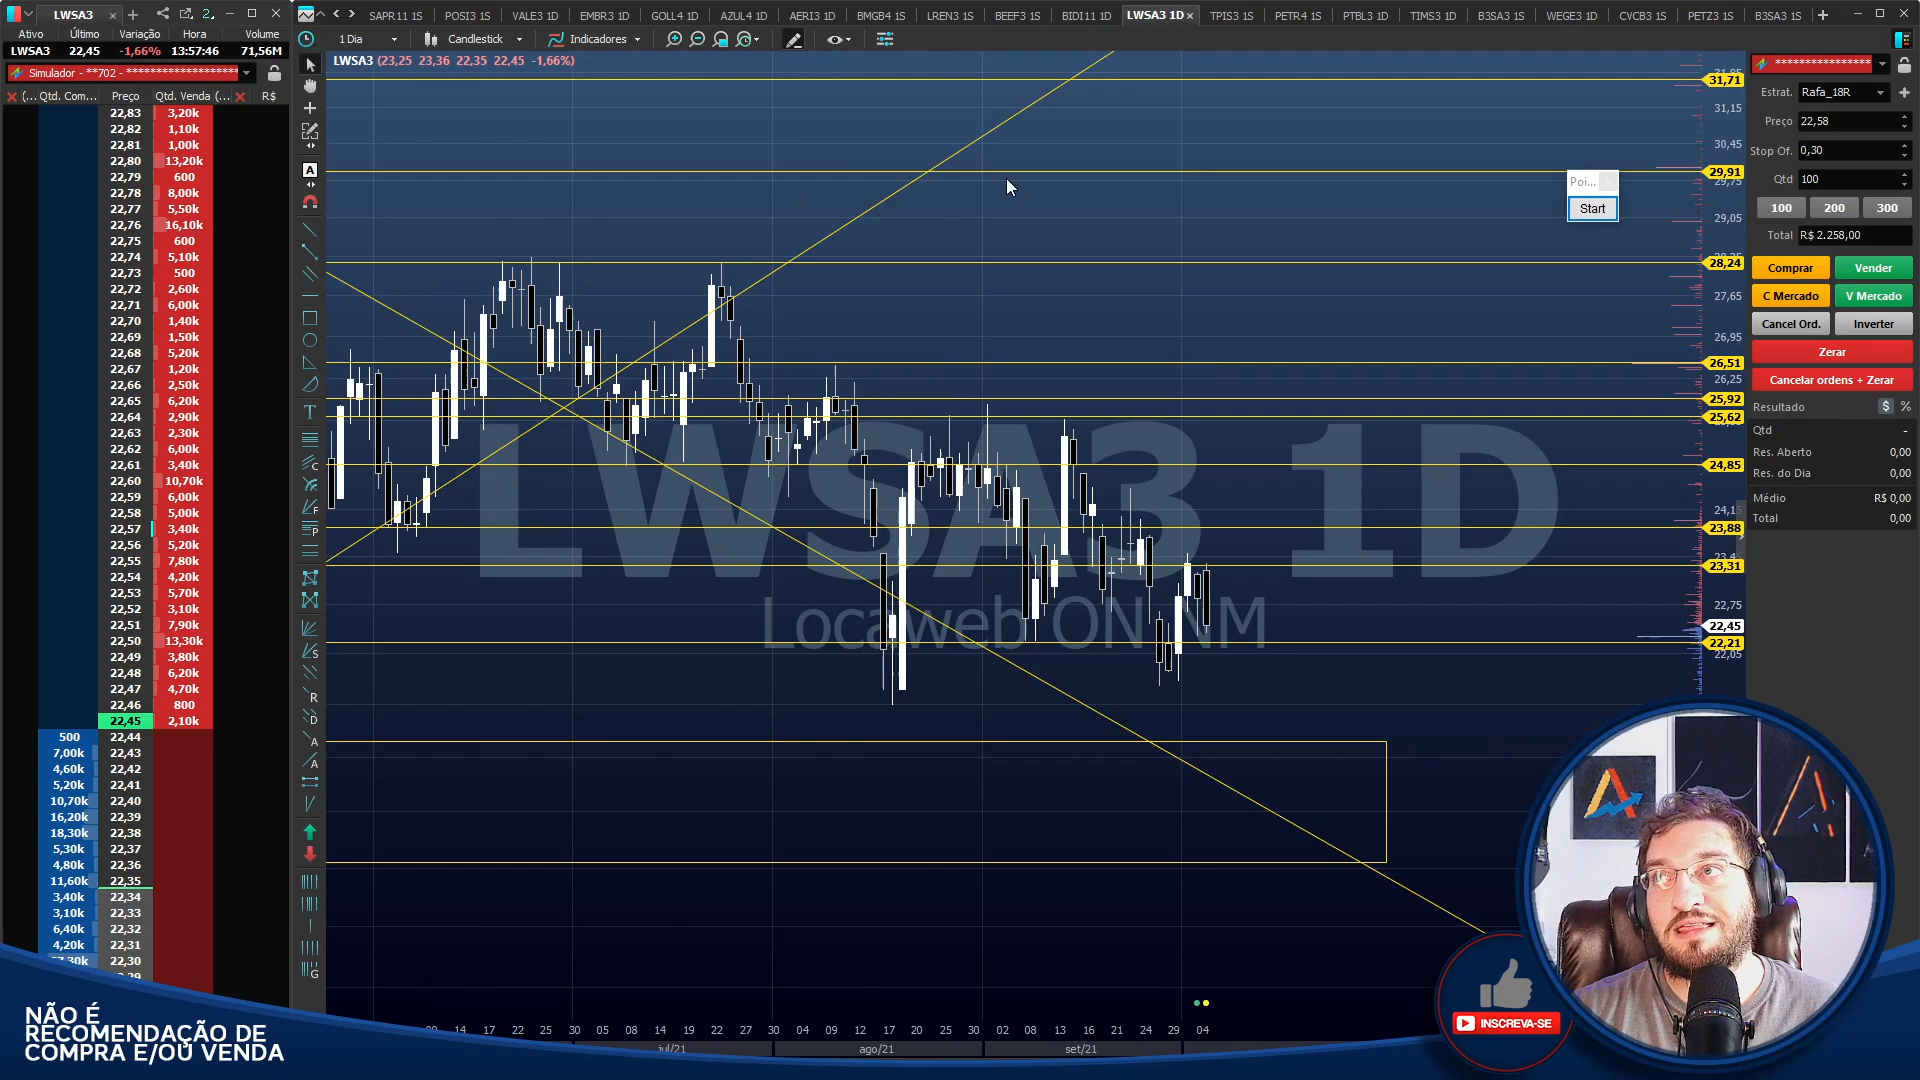 LWSA3
2
SAPR11 1S
POSI3 1S
VALE3 1D
EMBR3 1D
GOLL4 1D
AZUL4 1D
AERI3 1D
BMGB4 1S
LREN3 1S
BEEF3 1S
BIDI11 1D
LWSA3 1D
TPIS3 1S
PETR4 1S
PTBL3 1D
TIMS3 1D
B3SA3 1S
WEGE3 1D
CVCB3 1S
PETZ3 1S
B3SA3 1S
Ativo Último Variação Hora Volume
LWSA3 22,45 -1,66% 13:57:46 71,56M
Simulador - **702 - *******************
(... Qtd. Com... Preço Qtd. Venda (... R$
22,83 3,20k
22,82 1,10k
22,81 1,00k
22,80 13,20k
22,79 600
22,78 8,00k
22,77 5,50k
22,76 16,10k
22,75 600
22,74 5,10k
22,73 500
22,72 2,60k
22,71 6,00k
22,70 1,40k
22,69 1,50k
22,68 5,20k
22,67 1,20k
22,66 2,50k
22,65 6,20k
22,64 2,90k
22,63 2,30k
22,62 6,00k
22,61 3,40k
22,60 10,70k
22,59 6,00k
22,58 5,00k
22,57 3,40k
22,56 5,20k
22,55 7,80k
22,54 4,20k
22,53 5,70k
22,52 3,10k
22,51 7,90k
22,50 13,30k
22,49 3,80k
22,48 6,20k
22,47 4,70k
22,46 800
22,45 2,10k
500 22,44
7,00k 22,43
4,60k 22,42
5,20k 22,41
10,70k 22,40
16,20k 22,39
18,30k 22,38
5,30k 22,37
4,80k 22,36
11,60k 22,35
3,40k 22,34
3,10k 22,33
6,40k 22,32
4,20k 22,31
22,30
1 Dia Candlestick Indicadores
LWSA3 (23,25 23,36 22,35 22,45 -1,66%)
LWSA3 1D
Locaweb ON NM
31,71
31,15
30,45
29,91
29,75
29,05
28,24
27,65
26,95
26,51
26,25
25,92
25,62
24,85
24,15
23,88
23,45
23,31
22,75
22,45
22,21
22,05
14 17 22 25 30 05 08 14 19 22 27 30 04 09 12 17 20 25 30 02 08 13 16 21 24 29 04
jul/21 ago/21 set/21
Poi...
Start
****************
Estrat. Rafa_18R
Preço 22,58
Stop Of. 0,30
Qtd 100
100 200 300
Total R$ 2.258,00
Comprar Vender
C Mercado V Mercado
Cancel Ord. Inverter
Zerar
Cancelar ordens + Zerar
Resultado $ %
Qtd -
Res. Aberto 0,00
Res. do Dia 0,00
Médio R$ 0,00
Total 0,00
NÃO É
RECOMENDAÇÃO DE
COMPRA E/OU VENDA
INSCREVA-SE